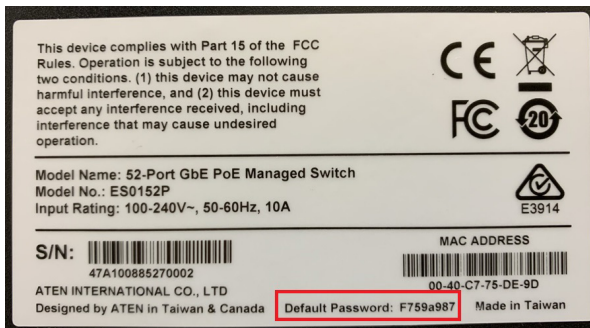 This device complies with Part 15 of the FCC
Rules. Operation is subject to the following
two conditions. (1) this device may not cause
harmful interference, and (2) this device must
accept any interference received, including
interference that may cause undesired
operation.
CE
FC
20
Model Name: 52-Port GbE PoE Managed Switch
Model No.: ES0152P
Input Rating: 100-240V~, 50-60Hz, 10A
E3914
S/N:
47A100885270002
MAC ADDRESS
00-40-C7-75-DE-9D
ATEN INTERNATIONAL CO., LTD
Designed by ATEN in Taiwan & Canada
Default Password: F759a987
Made in Taiwan